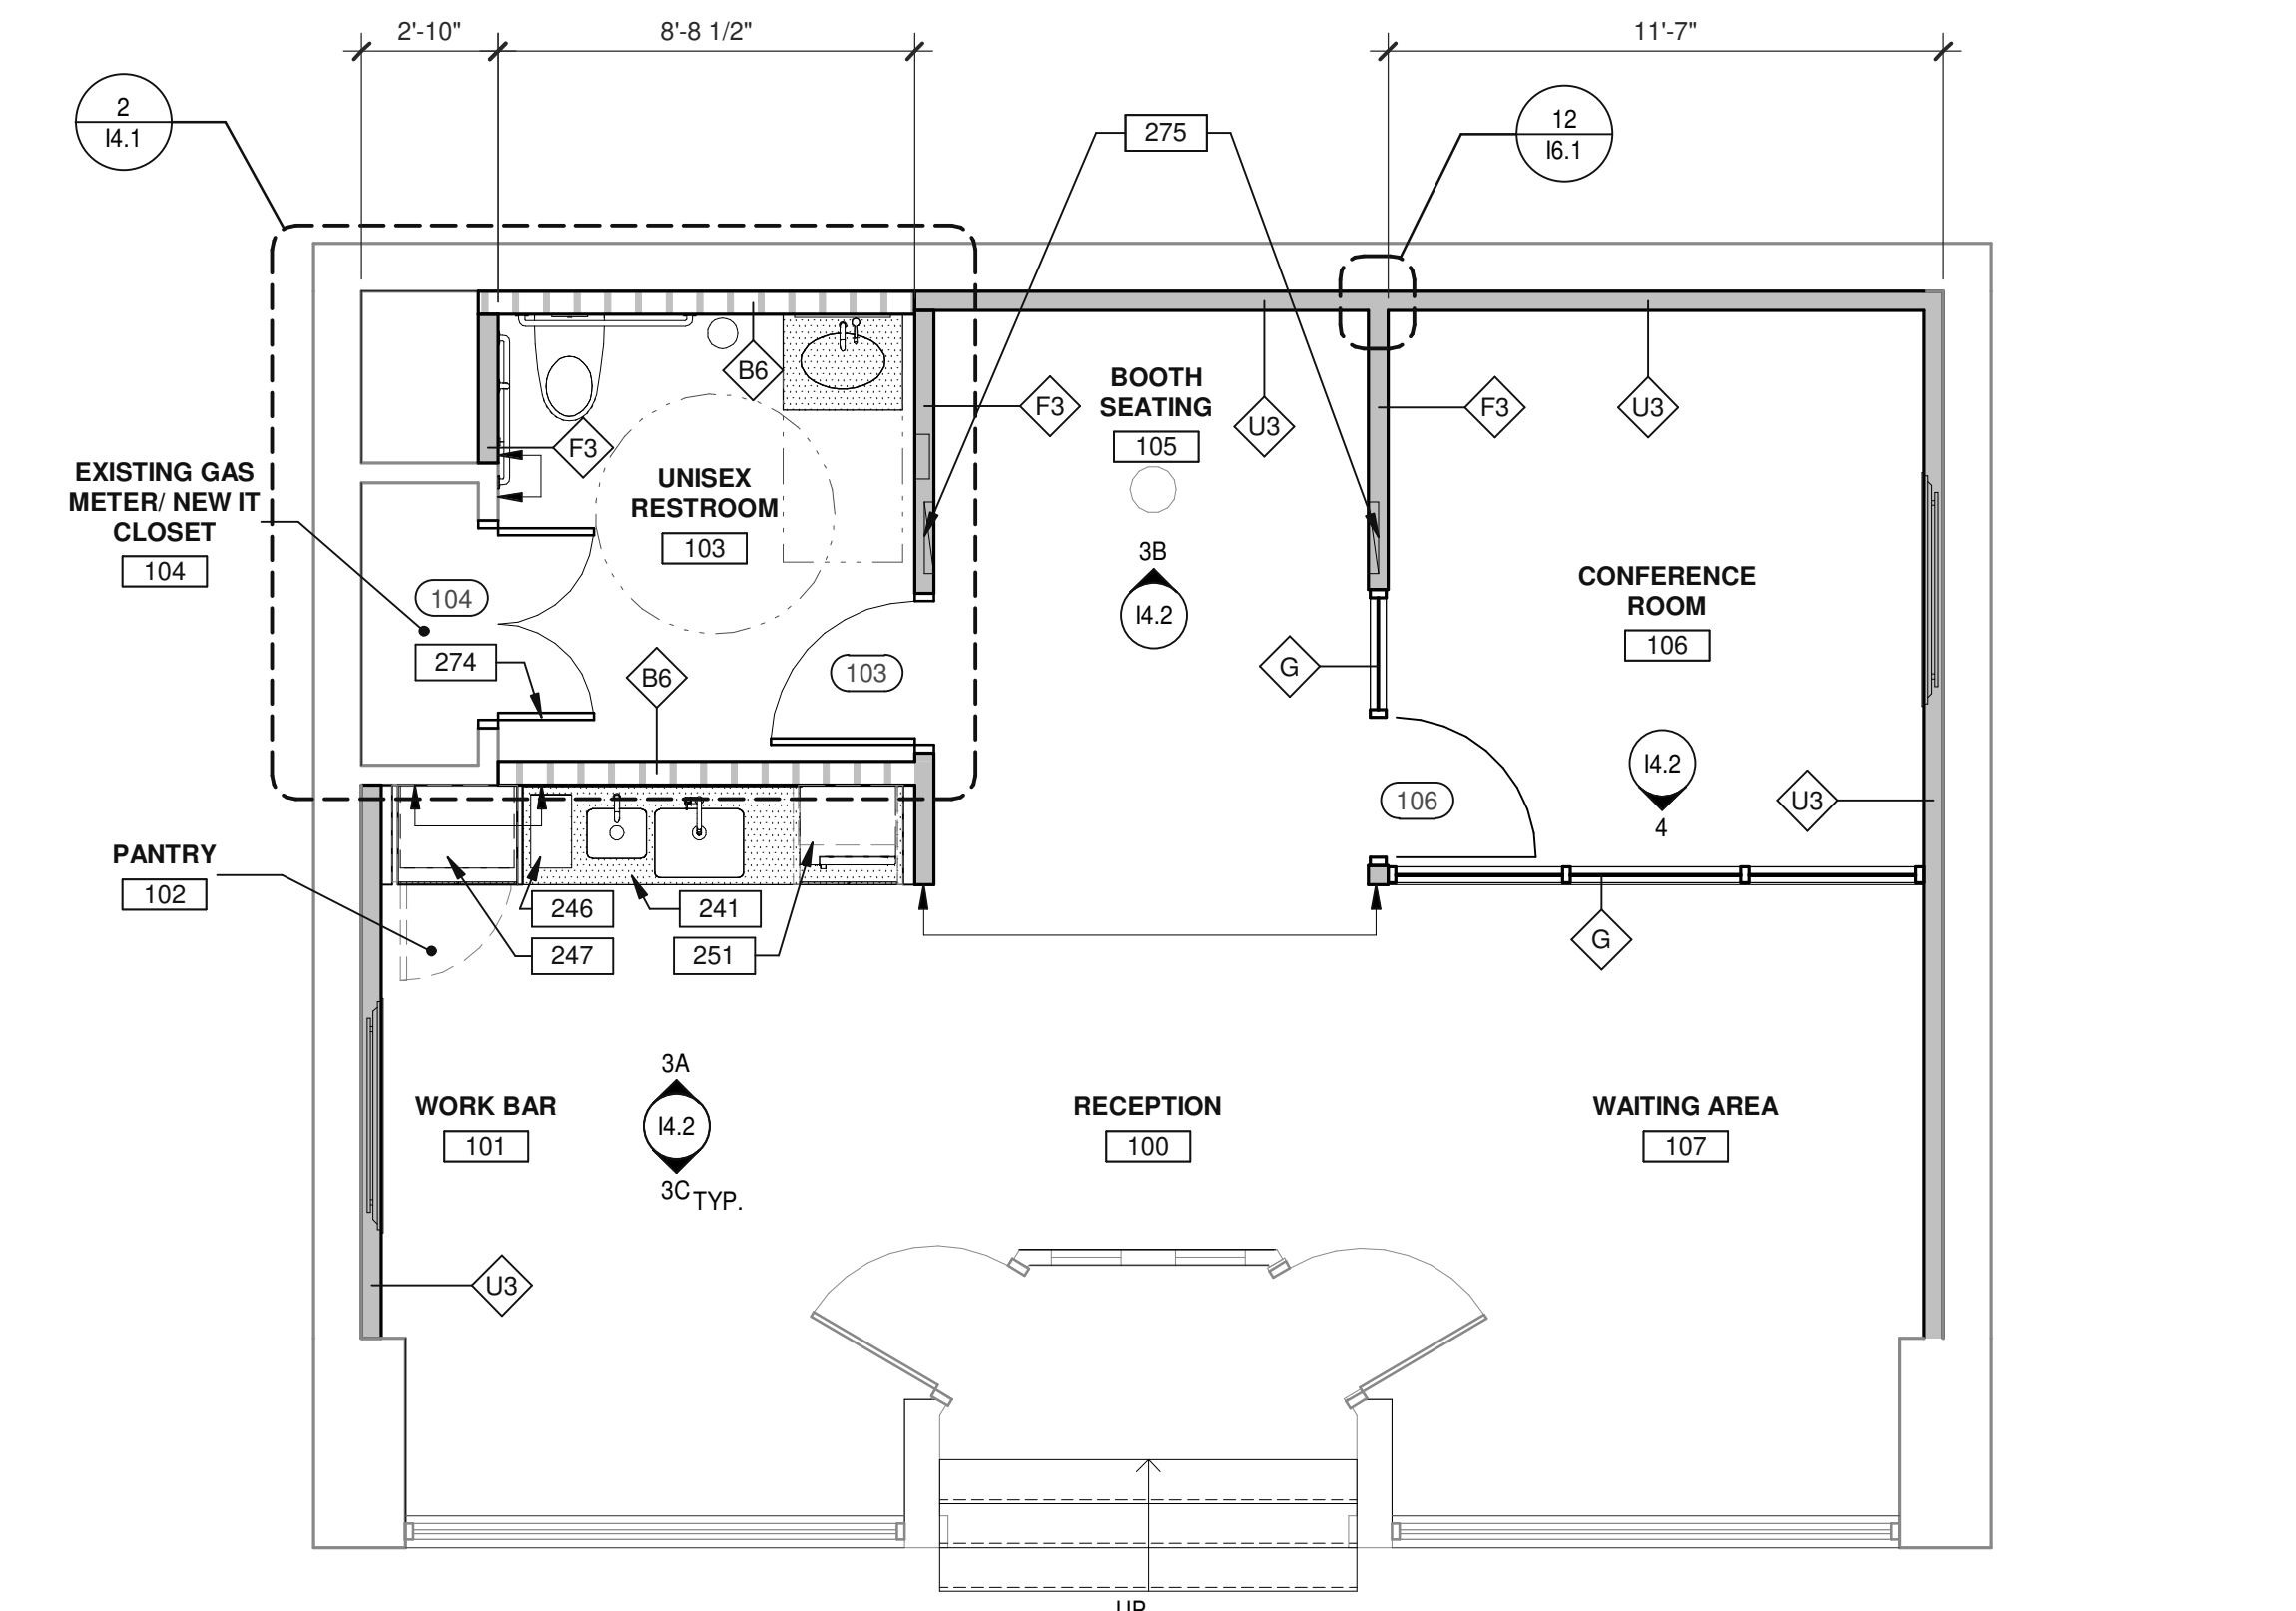 2'-10"
8'-8 1/2"
11'-7"
2
I4.1
275
12
I6.1
B6
F3
BOOTH
SEATING
105
U3
F3
U3
F3
EXISTING GAS
METER/ NEW IT
CLOSET
104
UNISEX
RESTROOM
103
3B
I4.2
CONFERENCE
ROOM
106
104
274
B6
103
G
I4.2
4
106
U3
PANTRY
102
246
241
247
251
G
3A
I4.2
3C
TYP.
WORK BAR
101
RECEPTION
100
WAITING AREA
107
U3
UP